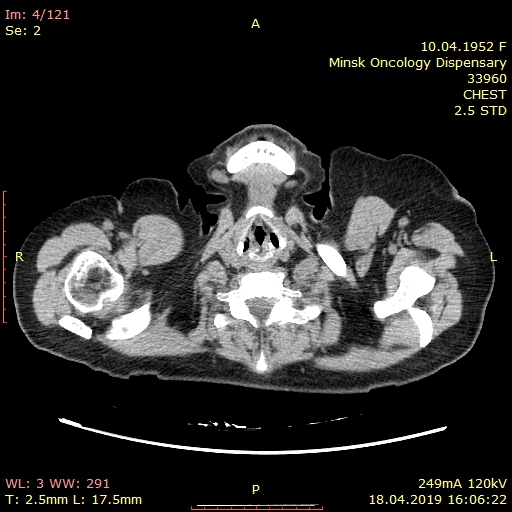 Im: 4/121
Se: 2
A
10.04.1952 F
Minsk Oncology Dispensary
33960
CHEST
2.5 STD
R
L
WL: 3 WW: 291
T: 2.5mm L: 17.5mm
P
249mA 120kV
18.04.2019 16:06:22